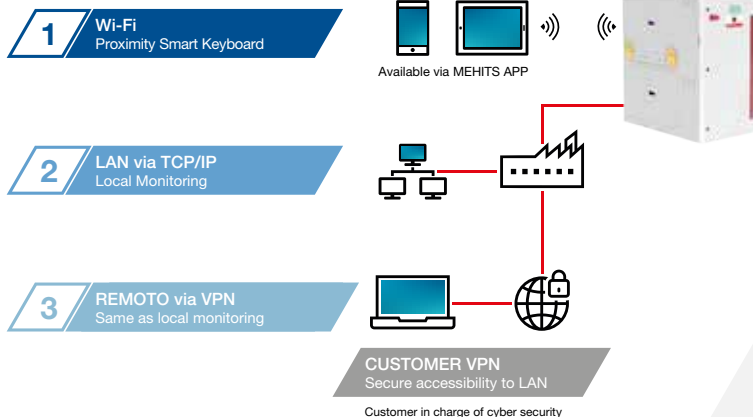 1
Wi-Fi
Proximity Smart Keyboard
Available via MEHITS APP
2
LAN via TCP/IP
Local Monitoring
3
REMOTO via VPN
Same as local monitoring
CUSTOMER VPN
Secure accessibility to LAN
Customer in charge of cyber security